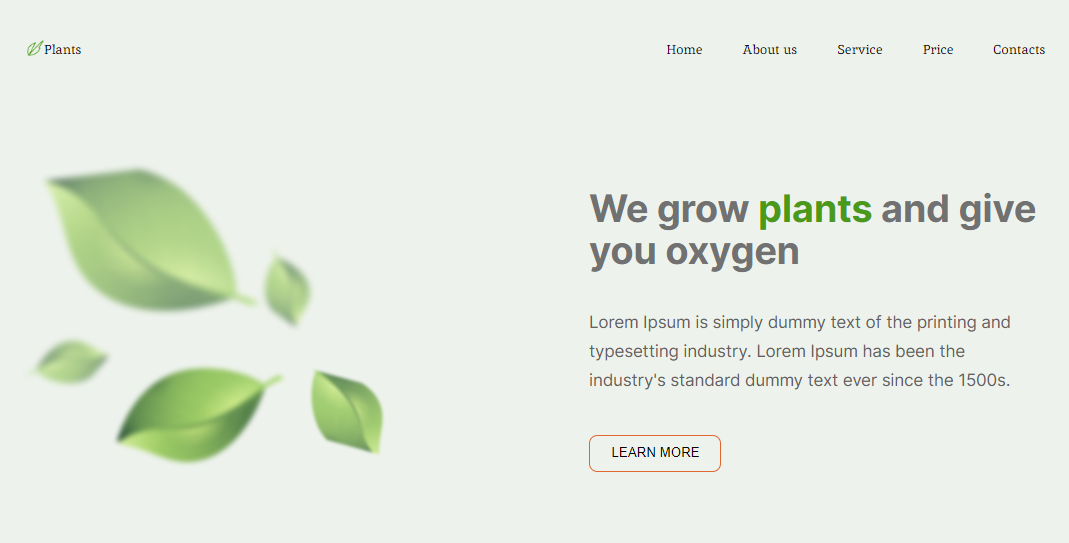 Plants
Home About us Service Price Contacts
We grow plants and give
you oxygen
Lorem Ipsum is simply dummy text of the printing and
typesetting industry. Lorem Ipsum has been the
industry's standard dummy text ever since the 1500s.
LEARN MORE